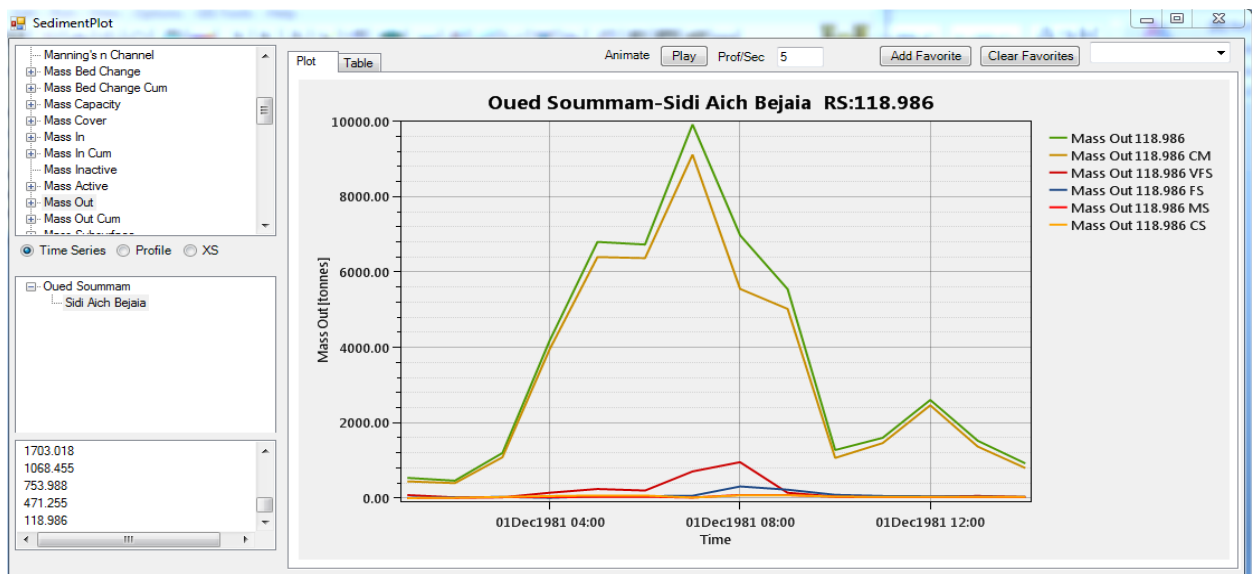 SedimentPlot
Manning's n Channel
Mass Bed Change
Mass Bed Change Cum
Mass Capacity
Mass Cover
Mass In
Mass In Cum
Mass Inactive
Mass Active
Mass Out
Mass Out Cum
Time Series Profile XS
Oued Soummam
Sidi Aich Bejaia
1703.018
1068.455
753.988
471.255
118.986
Plot Table
Animate Play Prof/Sec 5 Add Favorite Clear Favorites
Oued Soummam-Sidi Aich Bejaia RS:118.986
Mass Out [tonnes]
10000.00
8000.00
6000.00
4000.00
2000.00
0.00
01Dec1981 04:00 01Dec1981 08:00 01Dec1981 12:00
Time
Mass Out 118.986
Mass Out 118.986 CM
Mass Out 118.986 VFS
Mass Out 118.986 FS
Mass Out 118.986 MS
Mass Out 118.986 CS